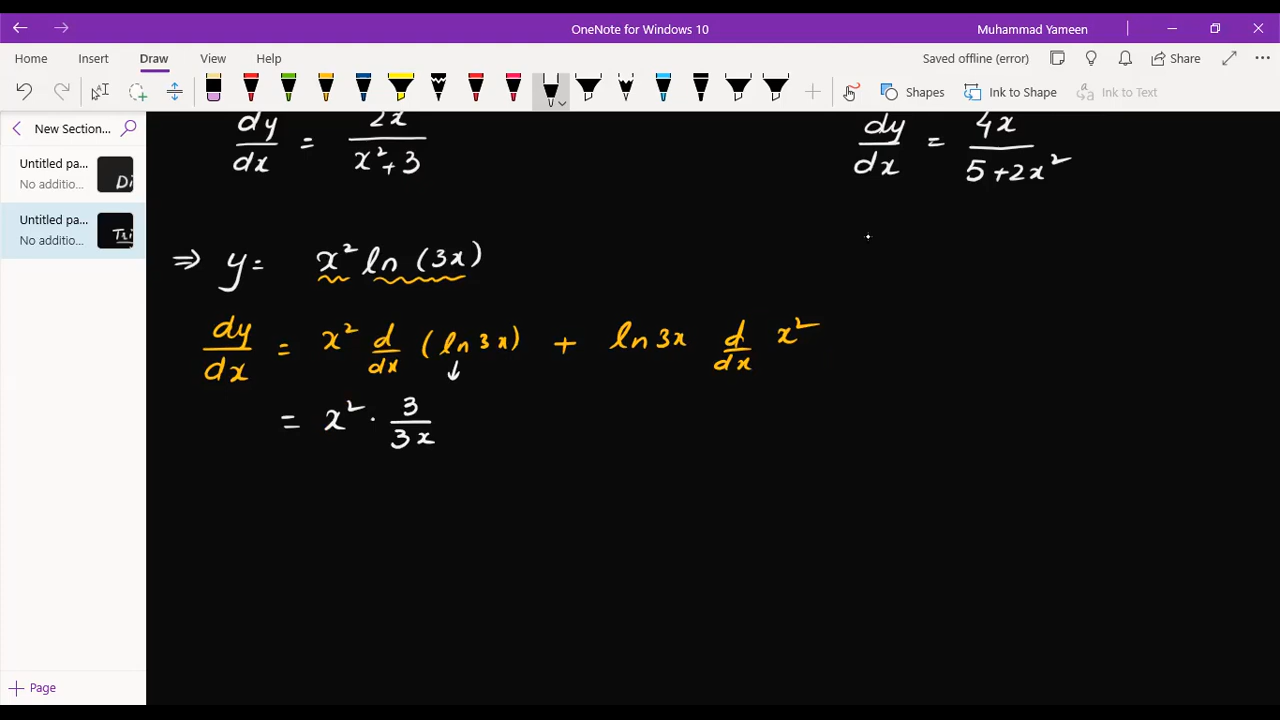 OneNote for Windows 10
Muhammad Yameen
Home Insert Draw View Help
Saved offline (error)
Share
Shapes
Ink to Shape
Ink to Text
New Section...
Untitled pa...
No additio...
Di
Untitled pa...
No additio...
Tri
dy/dx = 2x/(x²+3)
dy/dx = 4x/(5+2x²)
⇒ y = x² ln (3x)
dy/dx = x² d/dx (ln 3x) + ln 3x d/dx x²
↓
= x² · 3/3x
+ Page